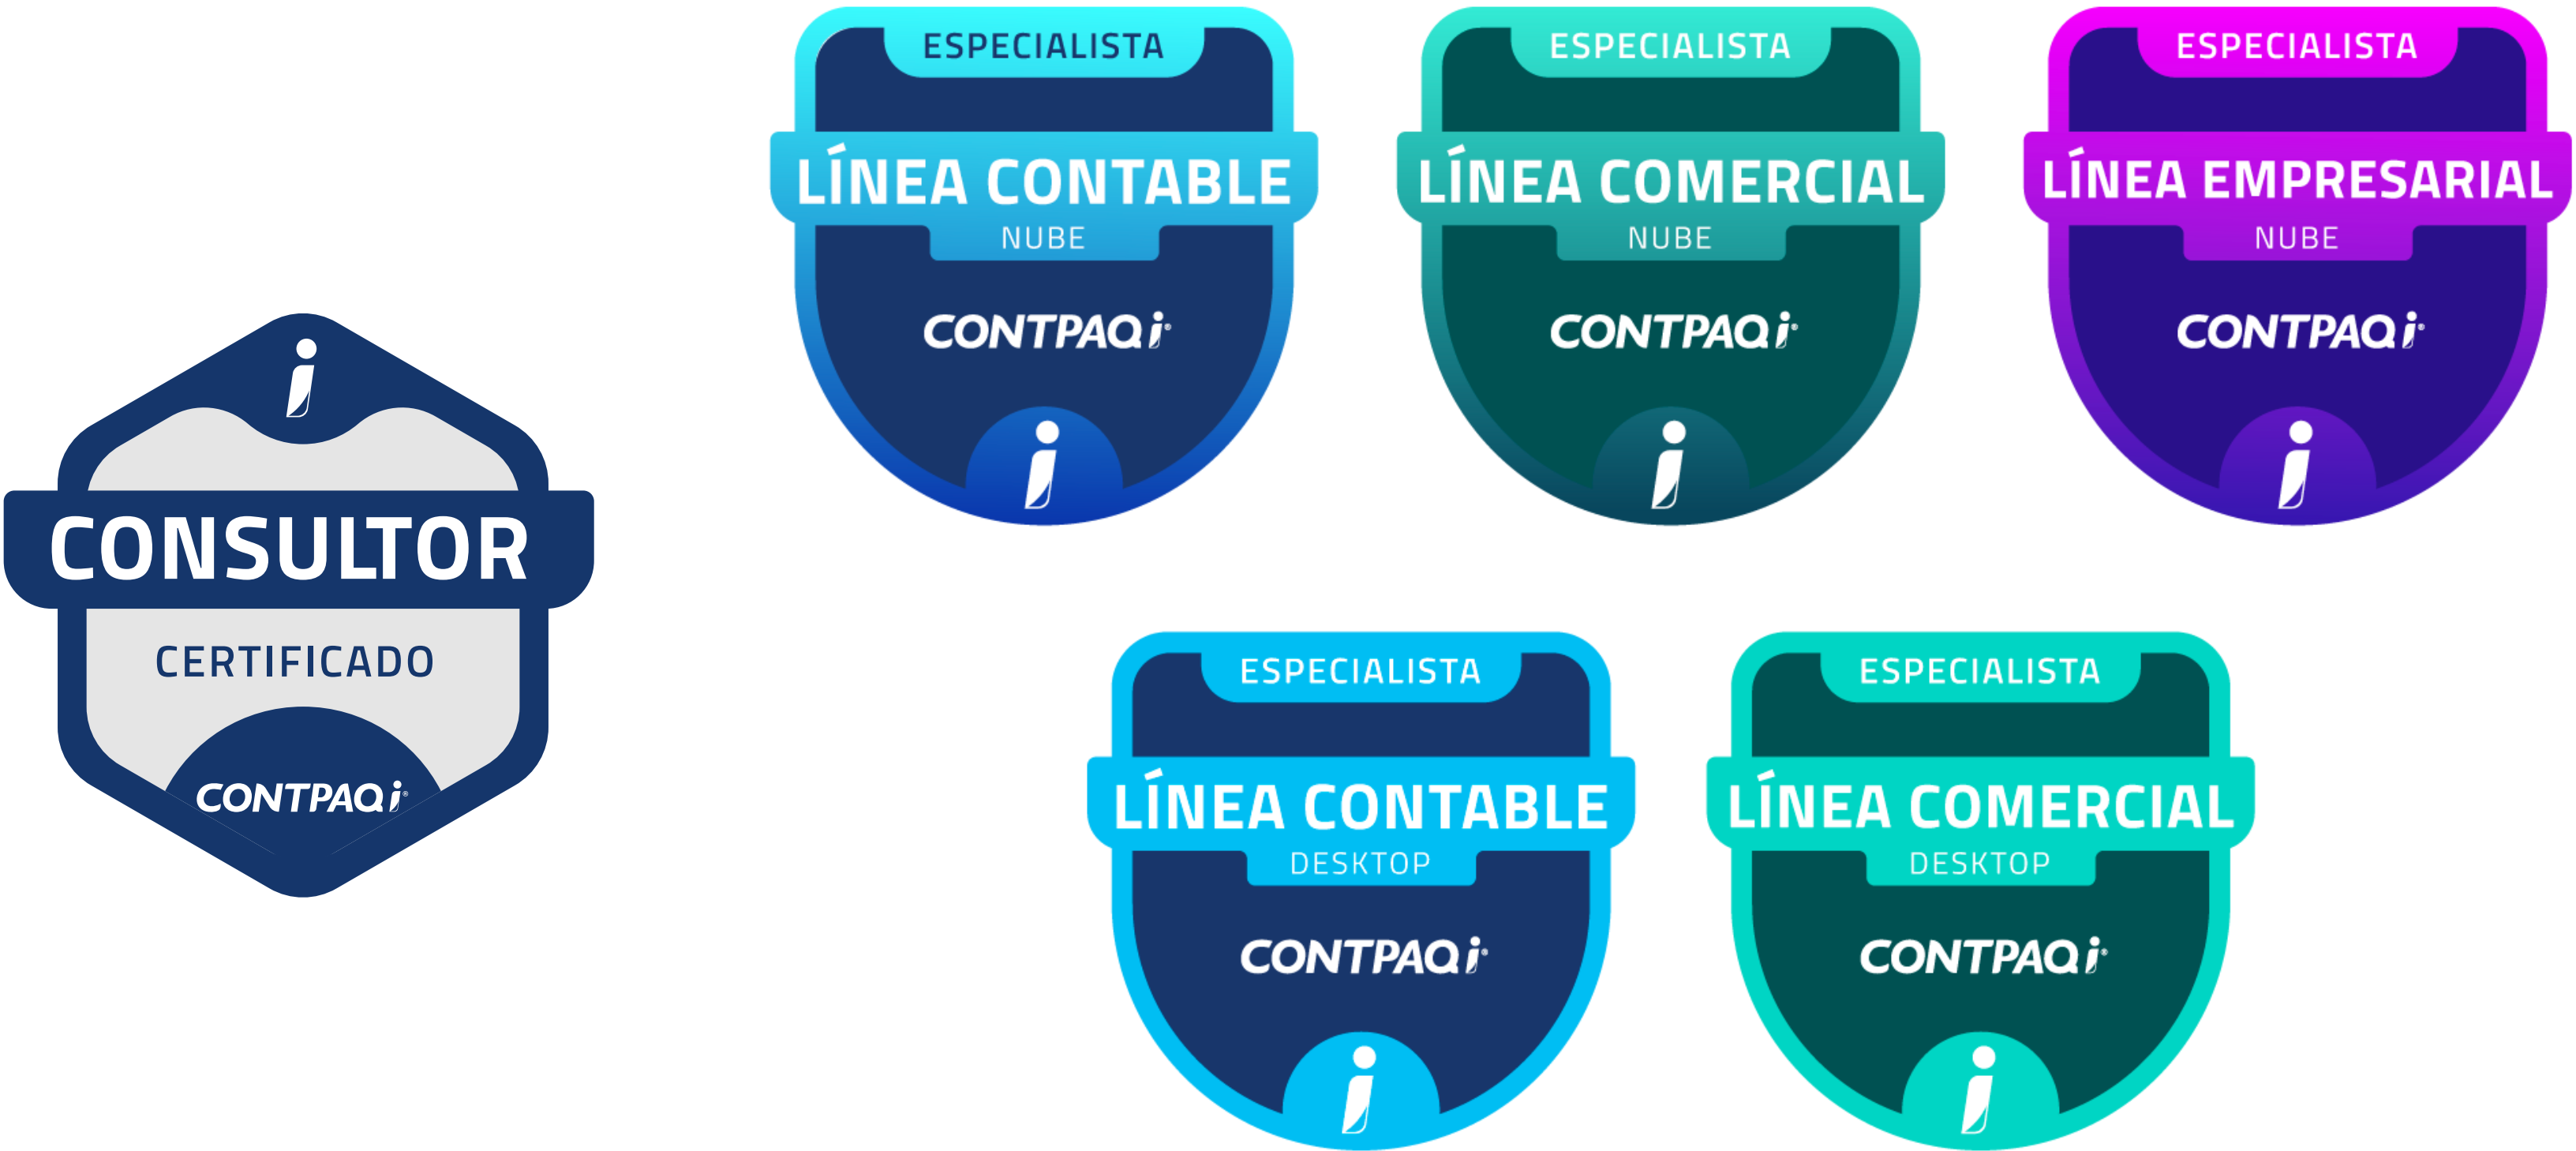 CONSULTOR
CERTIFICADO
CONTPAQi®
ESPECIALISTA
LÍNEA CONTABLE
NUBE
CONTPAQi®
ESPECIALISTA
LÍNEA COMERCIAL
NUBE
CONTPAQi®
ESPECIALISTA
LÍNEA EMPRESARIAL
NUBE
CONTPAQi®
ESPECIALISTA
LÍNEA CONTABLE
DESKTOP
CONTPAQi®
ESPECIALISTA
LÍNEA COMERCIAL
DESKTOP
CONTPAQi®